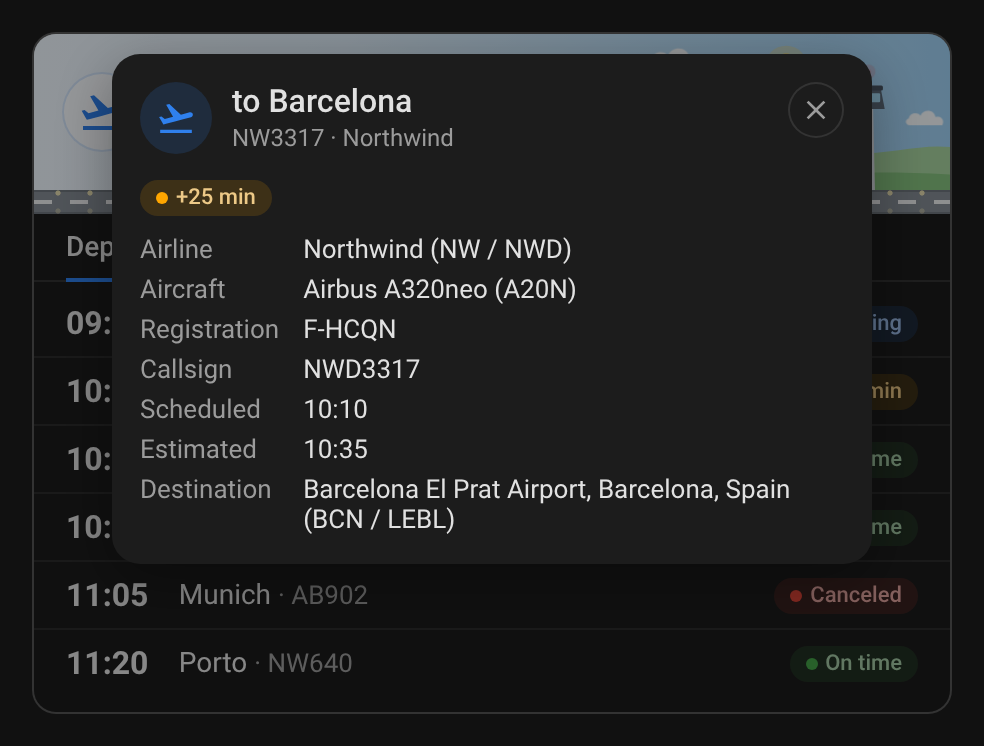 to Barcelona
NW3317 · Northwind
+25 min
Airline Northwind (NW / NWD)
Aircraft Airbus A320neo (A20N)
Registration F-HCQN
Callsign NWD3317
Scheduled 10:10
Estimated 10:35
Destination Barcelona El Prat Airport, Barcelona, Spain
(BCN / LEBL)
11:05 Munich · AB902 Canceled
11:20 Porto · NW640 On time